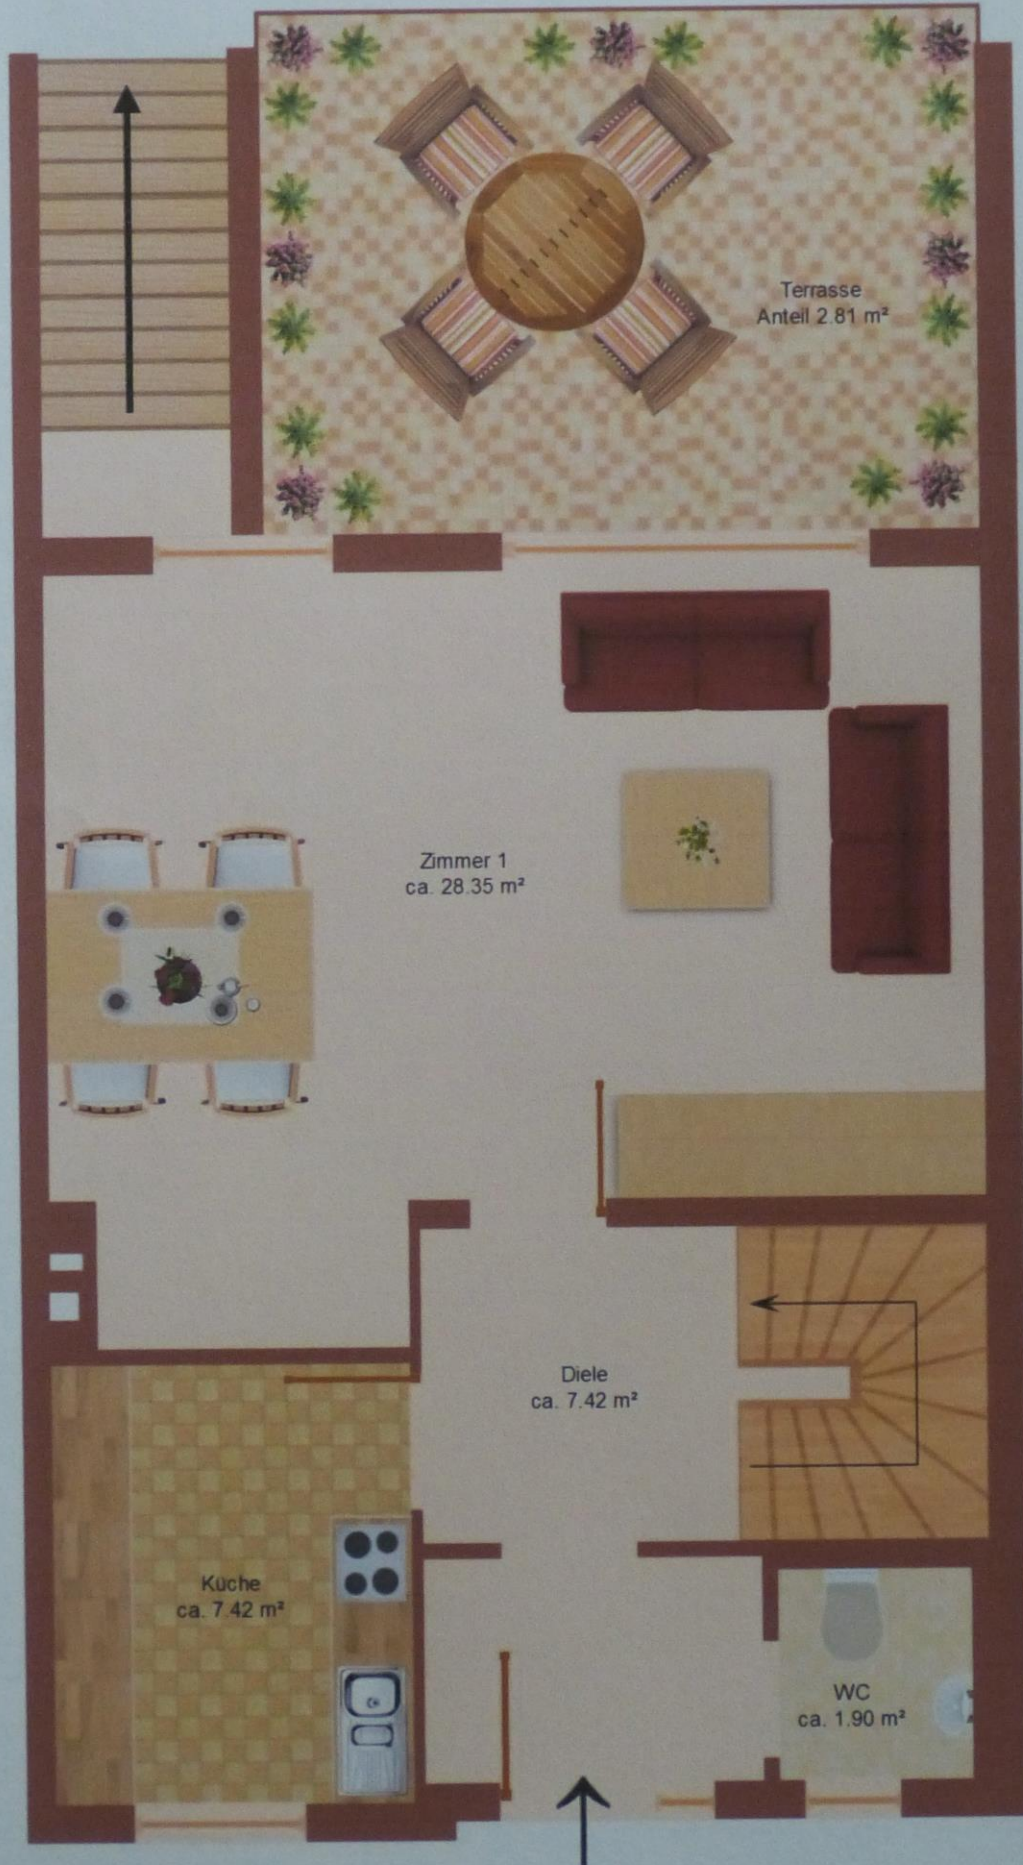 Terrasse
Anteil 2.81 m²
Zimmer 1
ca. 28.35 m²
Diele
ca. 7.42 m²
Küche
ca. 7.42 m²
WC
ca. 1.90 m²